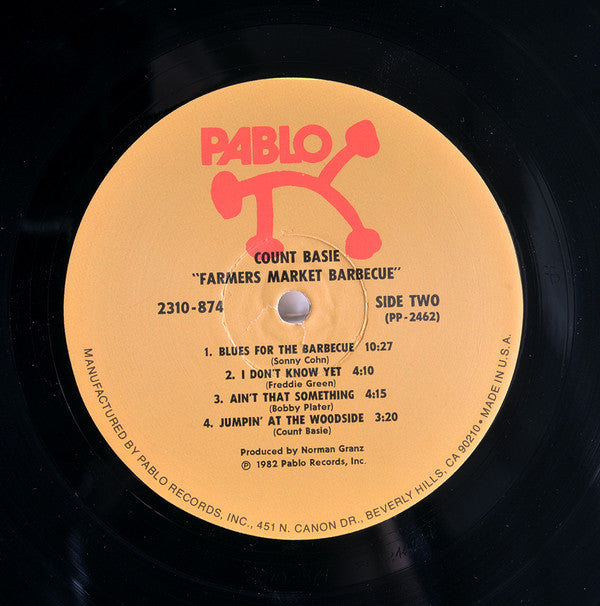 PABLO
COUNT BASIE
"FARMERS MARKET BARBECUE"
2310-874 SIDE TWO
(PP-2462)
1. BLUES FOR THE BARBECUE 10:27
(Sonny Cohn)
2. I DON'T KNOW YET 4:10
(Freddie Green)
3. AIN'T THAT SOMETHING 4:15
(Bobby Plater)
4. JUMPIN' AT THE WOODSIDE 3:20
(Count Basie)
Produced by Norman Granz
℗ 1982 Pablo Records, Inc.
MANUFACTURED BY PABLO RECORDS, INC., 451 N. CANON DR., BEVERLY HILLS, CA 90210 • MADE IN U.S.A.